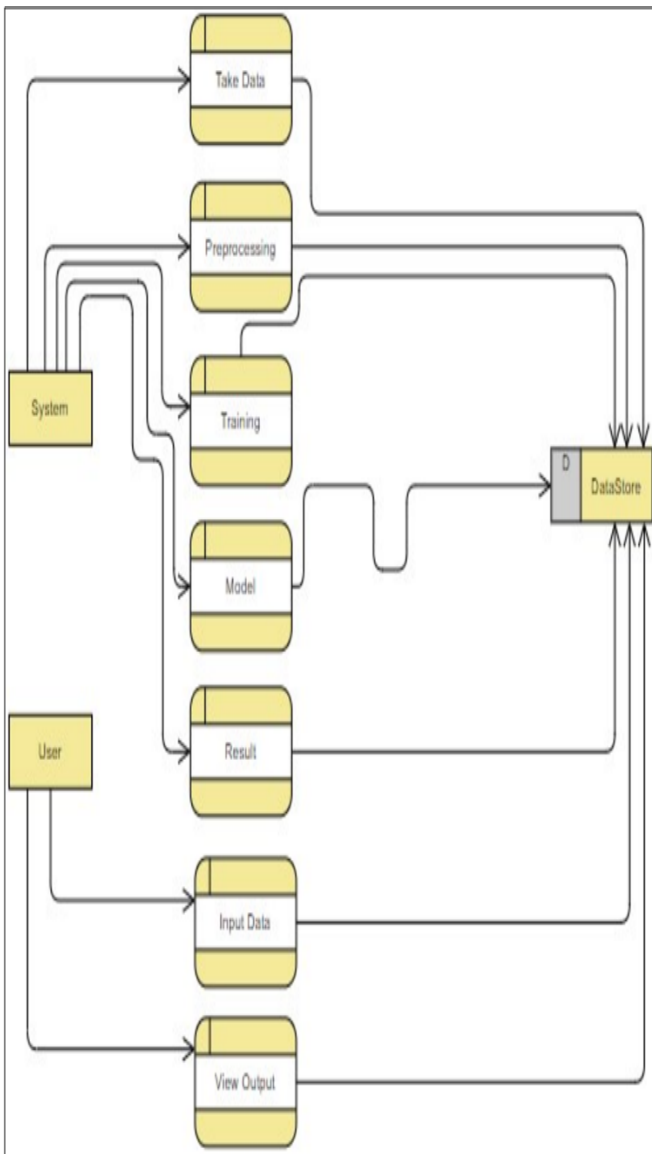 Take Data
Preprocessing
System
Training
D
DataStore
Model
User
Result
Input Data
View Output